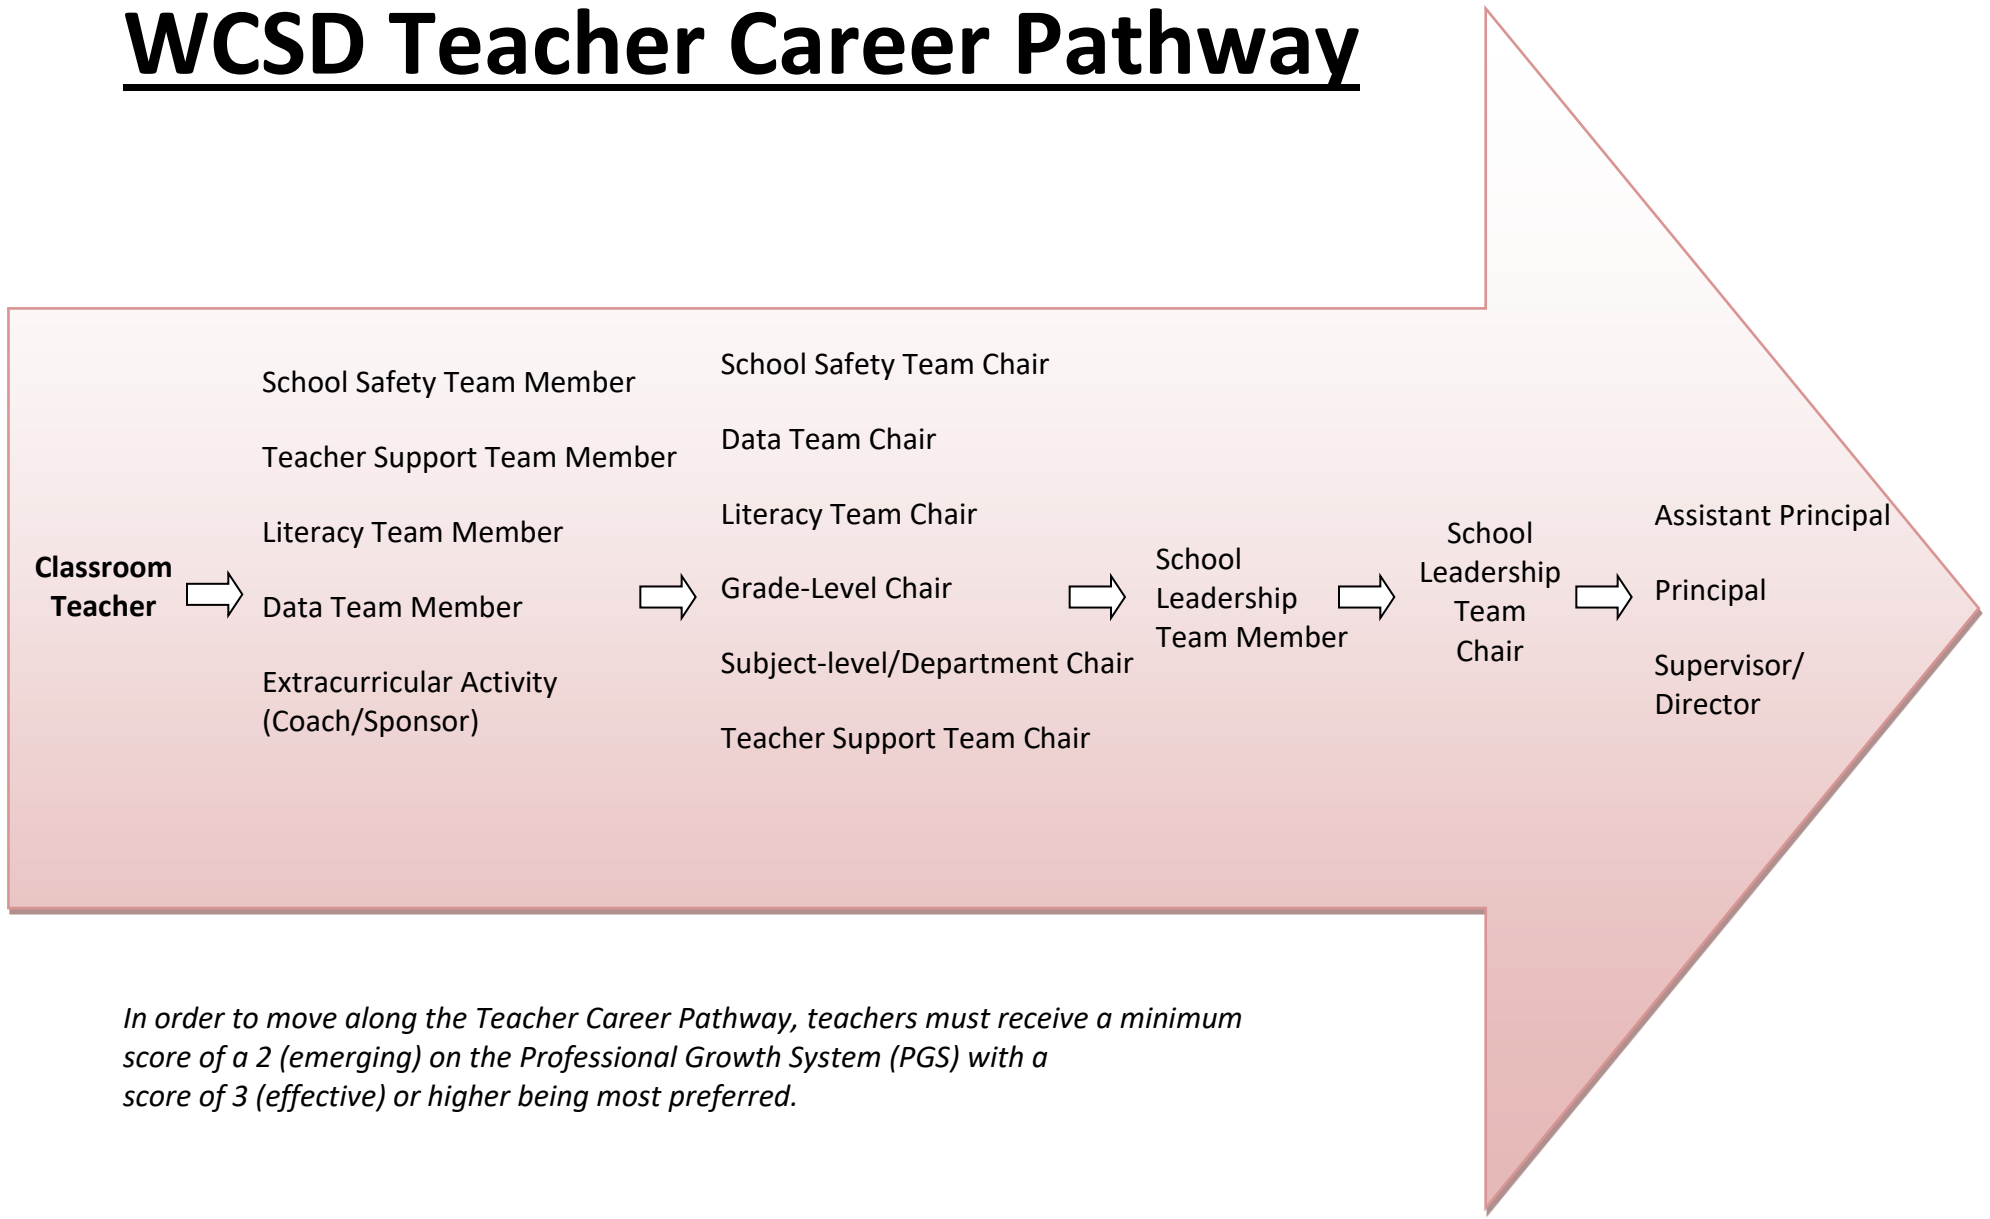 WCSD Teacher Career Pathway
Classroom
Teacher
School Safety Team Member
Teacher Support Team Member
Literacy Team Member
Data Team Member
Extracurricular Activity
(Coach/Sponsor)
School Safety Team Chair
Data Team Chair
Literacy Team Chair
Grade-Level Chair
Subject-level/Department Chair
Teacher Support Team Chair
School
Leadership
Team Member
School
Leadership
Team
Chair
Assistant Principal
Principal
Supervisor/
Director
In order to move along the Teacher Career Pathway, teachers must receive a minimum
score of a 2 (emerging) on the Professional Growth System (PGS) with a
score of 3 (effective) or higher being most preferred.